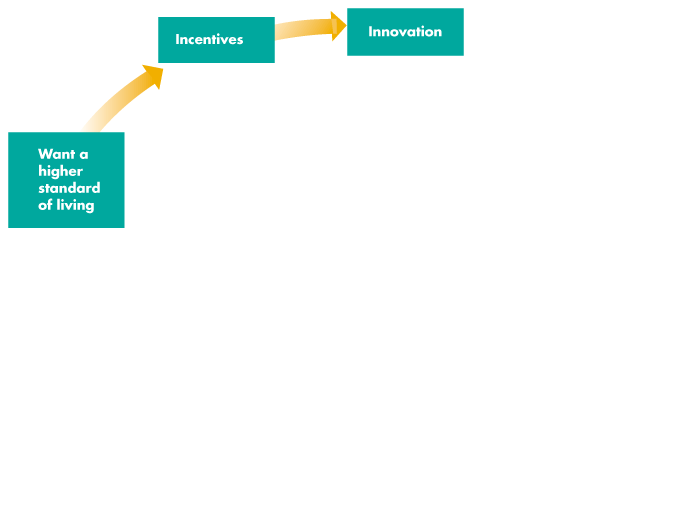 Incentives
Innovation
Want a
higher
standard
of living